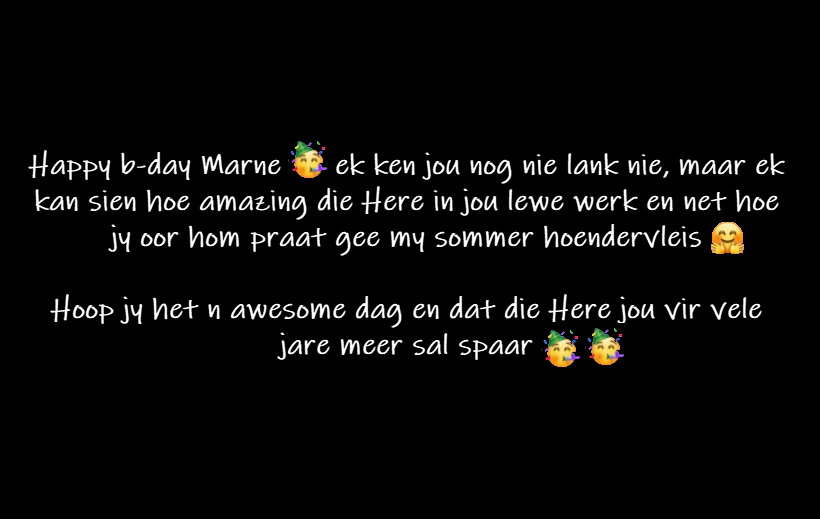 Happy b-day Marne 🥳 ek ken jou nog nie lank nie, maar ek
kan sien hoe amazing die Here in jou lewe werk en net hoe
jy oor hom praat gee my sommer hoendervleis 🤗
Hoop jy het n awesome dag en dat die Here jou vir vele
jare meer sal spaar 🥳🥳